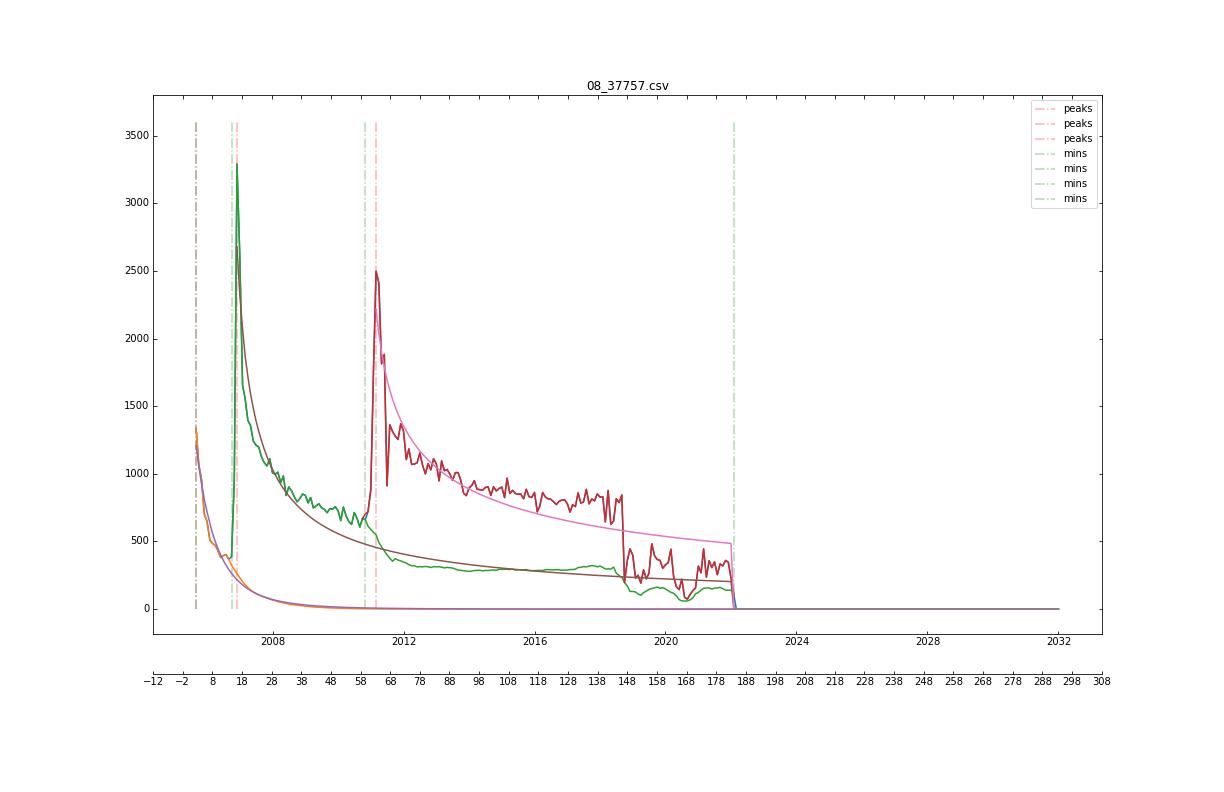 08_37757.csv
peaks
peaks
peaks
mins
mins
mins
mins
3500
3000
2500
2000
1500
1000
500
0
2008 2012 2016 2020 2024 2028 2032
−12 −2 8 18 28 38 48 58 68 78 88 98 108 118 128 138 148 158 168 178 188 198 208 218 228 238 248 258 268 278 288 298 308